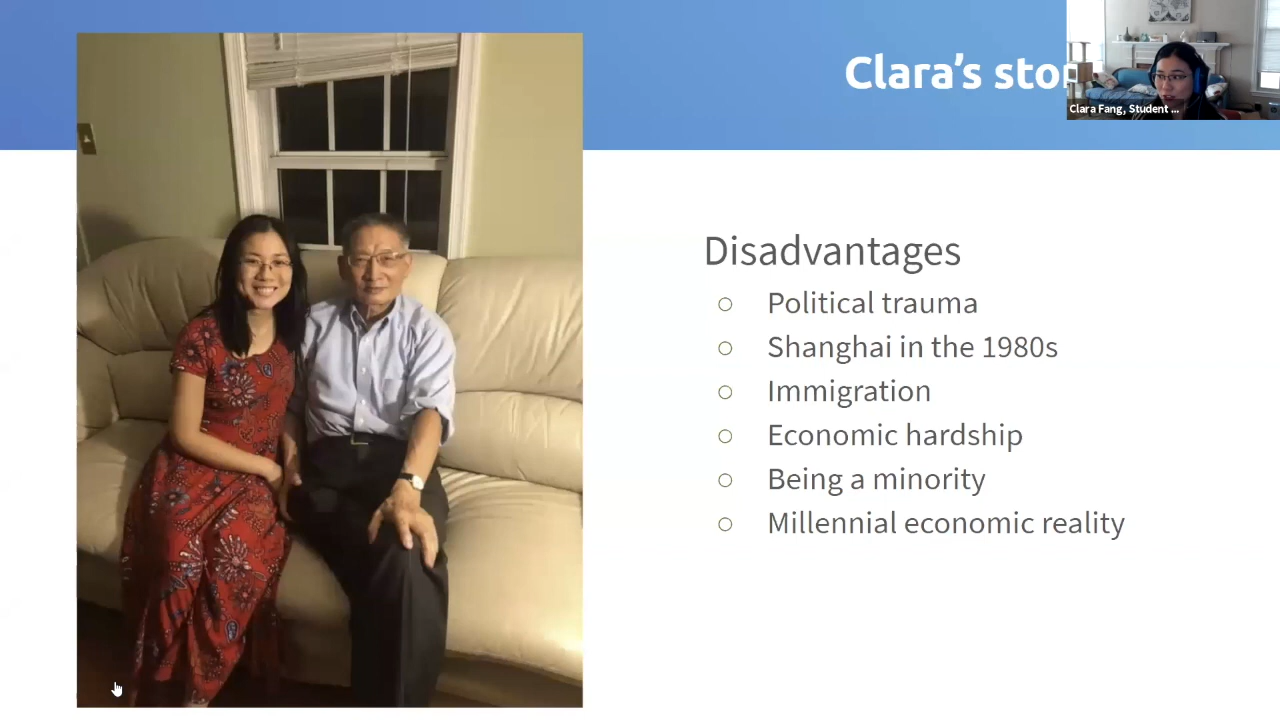 Clara's stor
Clara Fang, Student ...
Disadvantages
○ Political trauma
○ Shanghai in the 1980s
○ Immigration
○ Economic hardship
○ Being a minority
○ Millennial economic reality